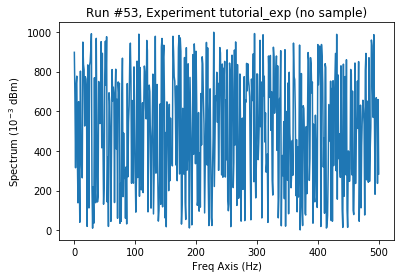 Run #53, Experiment tutorial_exp (no sample)
1000
800
600
400
200
0
Spectrum (10⁻³ dBm)
0 100 200 300 400 500
Freq Axis (Hz)